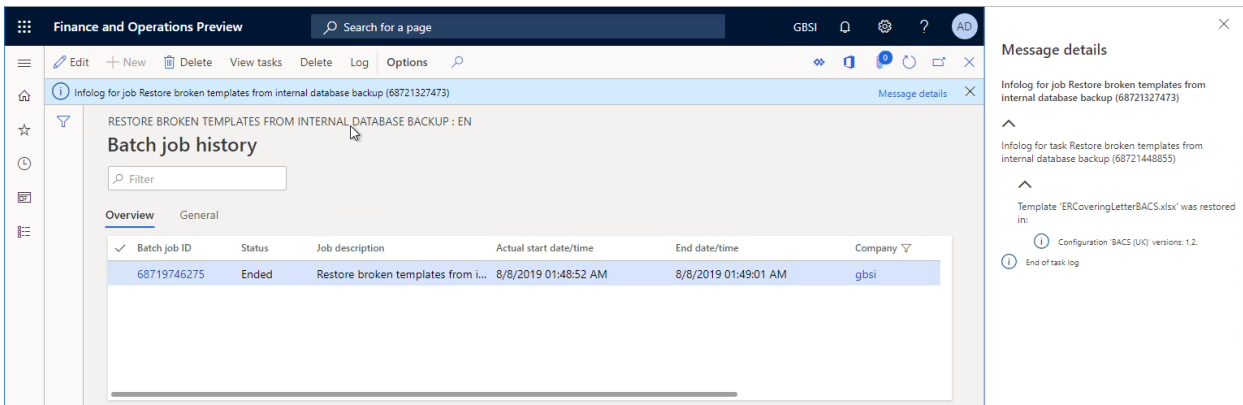 Finance and Operations Preview
Search for a page
GBSI
?
AD
Edit
New
Delete
View tasks
Delete
Log
Options
0
Infolog for job Restore broken templates from internal database backup (68721327473)
Message details
RESTORE BROKEN TEMPLATES FROM INTERNAL DATABASE BACKUP : EN
Batch job history
Filter
Overview
General
Batch job ID
Status
Job description
Actual start date/time
End date/time
Company
68719746275
Ended
Restore broken templates from i...
8/8/2019 01:48:52 AM
8/8/2019 01:49:01 AM
gbsi
Message details
Infolog for job Restore broken templates from
internal database backup (68721327473)
Infolog for task Restore broken templates from
internal database backup (68721448855)
Template 'ERCoveringLetterBACS.xlsx' was restored
in:
Configuration 'BACS (UK)' versions: 1,2.
End of task log